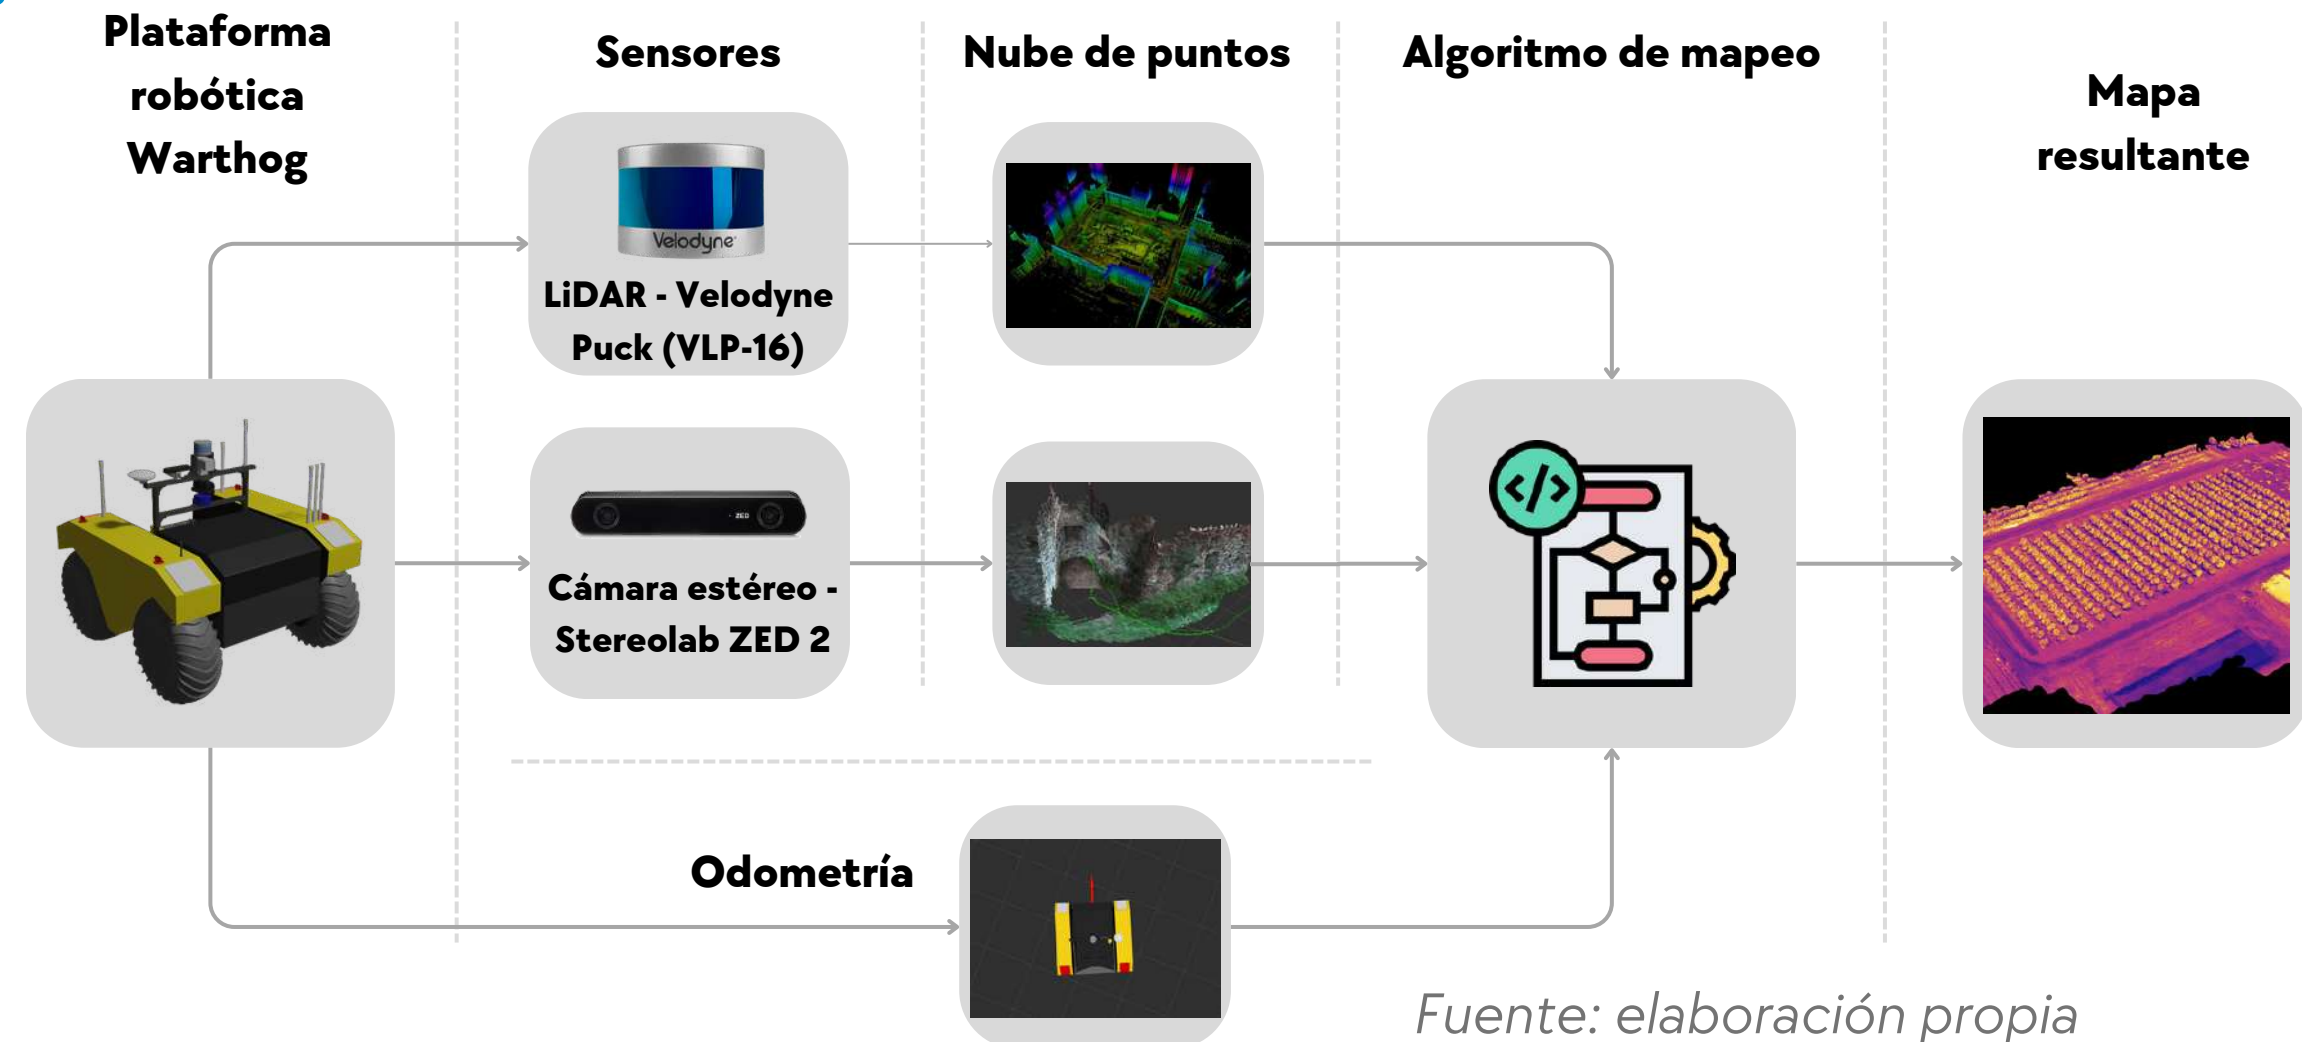 Plataforma
robótica
Warthog
Sensores
Nube de puntos
Algoritmo de mapeo
Mapa
resultante
Velodyne
LiDAR - Velodyne
Puck (VLP-16)
ZED
Cámara estéreo -
Stereolab ZED 2
</>
Odometría
Fuente: elaboración propia